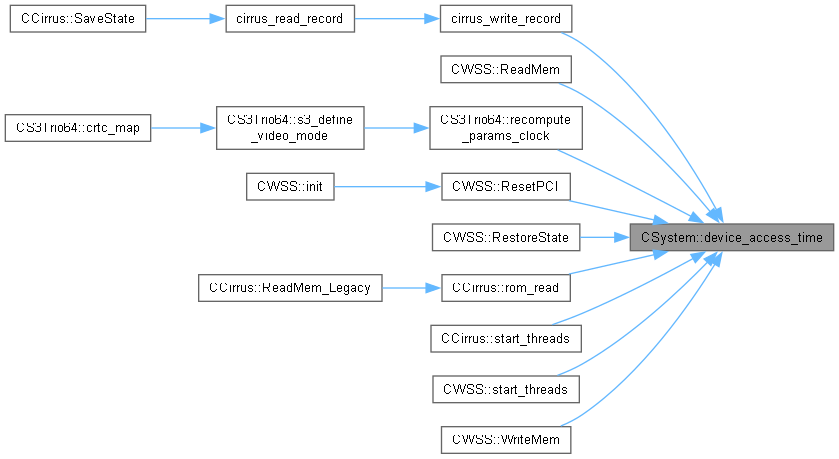 CCirrus::SaveState
cirrus_read_record
cirrus_write_record
CWSS::ReadMem
CS3Trio64::crtc_map
CS3Trio64::s3_define
_video_mode
CS3Trio64::recompute
_params_clock
CWSS::init
CWSS::ResetPCI
CWSS::RestoreState
CSystem::device_access_time
CCirrus::ReadMem_Legacy
CCirrus::rom_read
CCirrus::start_threads
CWSS::start_threads
CWSS::WriteMem